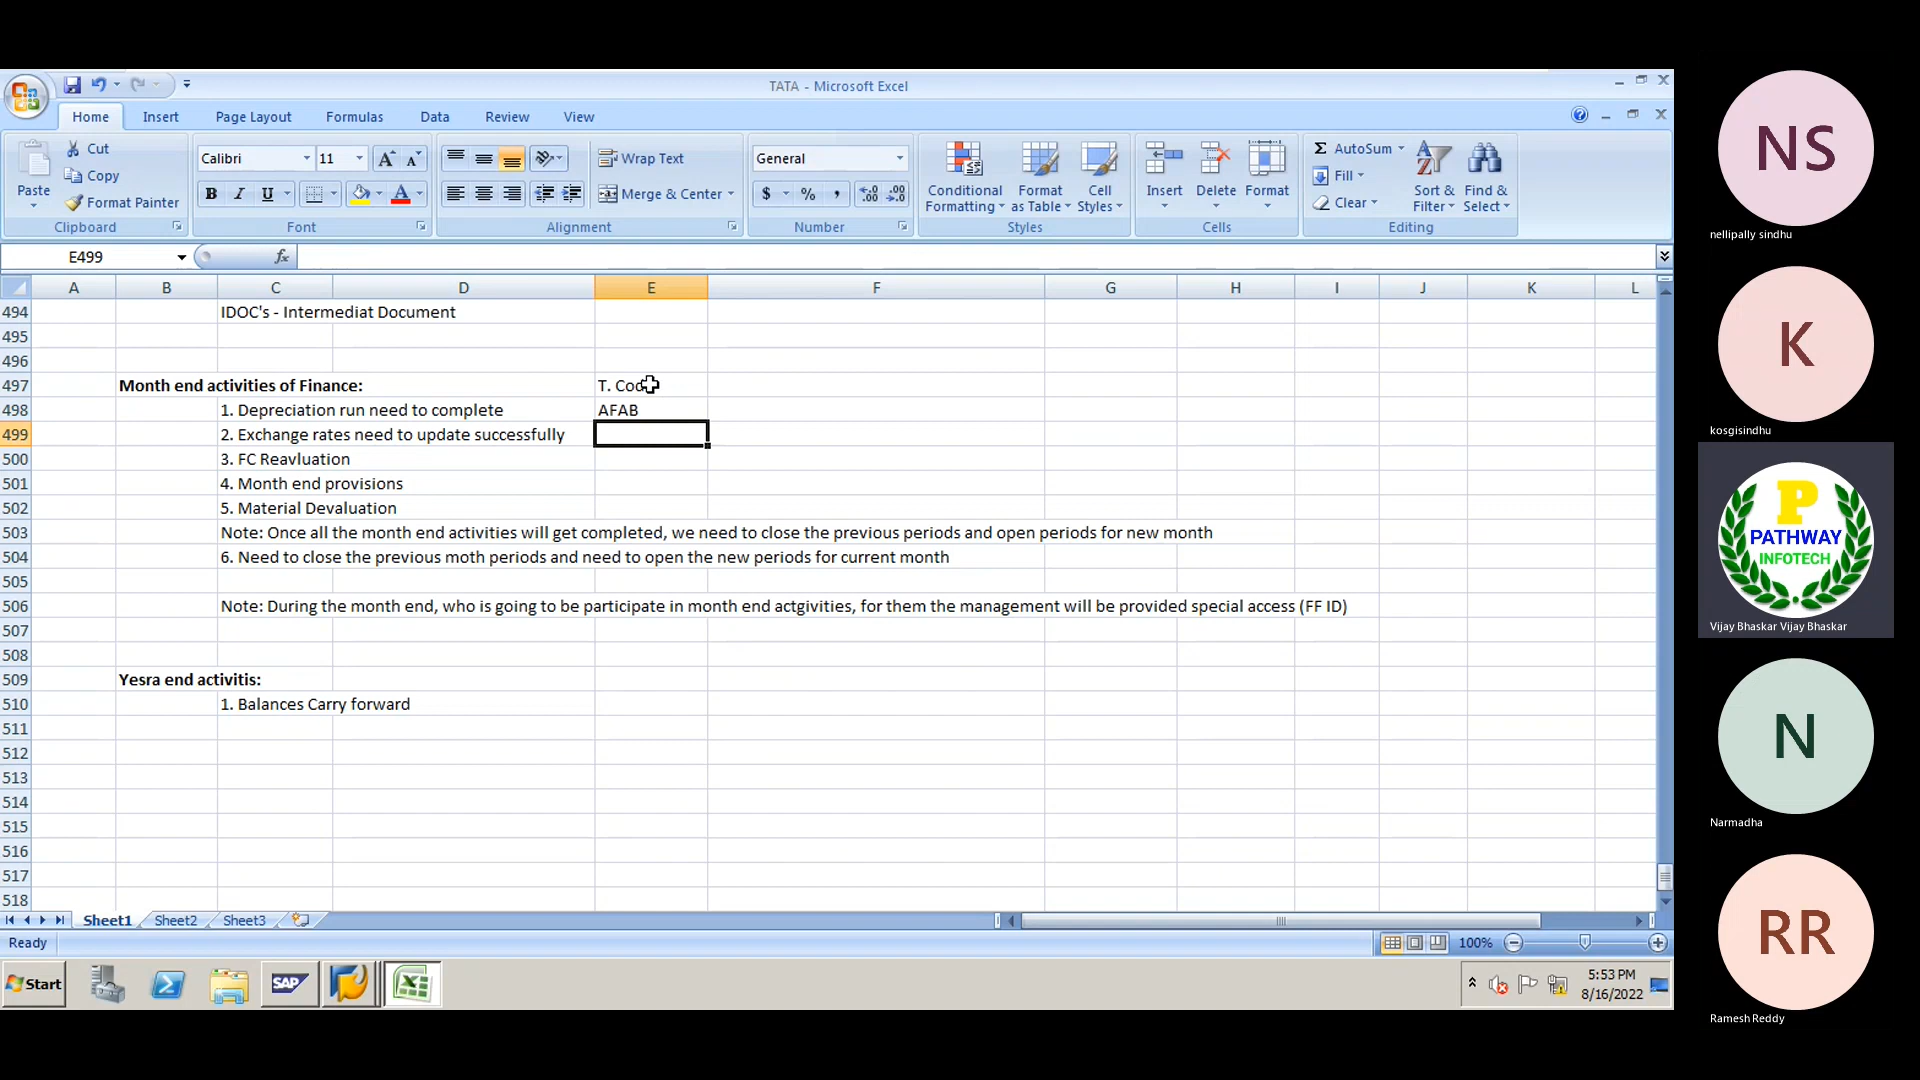 TATA - Microsoft Excel
Home Insert Page Layout Formulas Data Review View
Paste Cut Copy Format Painter Clipboard
Calibri 11 B I U Font
Wrap Text Merge & Center Alignment
General $ % , Number
Conditional Formatting Format as Table Cell Styles Styles
Insert Delete Format Cells
Σ AutoSum Fill Clear Sort & Filter Find & Select Editing
E499 fx
A B C D E F G H I J K L
494 IDOC's - Intermediat Document
495
496
497 Month end activities of Finance: T. Cod
498 1. Depreciation run need to complete AFAB
499 2. Exchange rates need to update successfully
500 3. FC Reavluation
501 4. Month end provisions
502 5. Material Devaluation
503 Note: Once all the month end activities will get completed, we need to close the previous periods and open periods for new month
504 6. Need to close the previous moth periods and need to open the new periods for current month
505
506 Note: During the month end, who is going to be participate in month end actgivities, for them the management will be provided special access (FF ID)
507
508
509 Yesra end activitis:
510 1. Balances Carry forward
511
512
513
514
515
516
517
518
Sheet1 Sheet2 Sheet3
Ready 100%
Start SAP 5:53 PM
8/16/2022
NS
nellipally sindhu
K
kosgisindhu
P
PATHWAY
INFOTECH
Vijay Bhaskar Vijay Bhaskar
N
Narmadha
RR
Ramesh Reddy